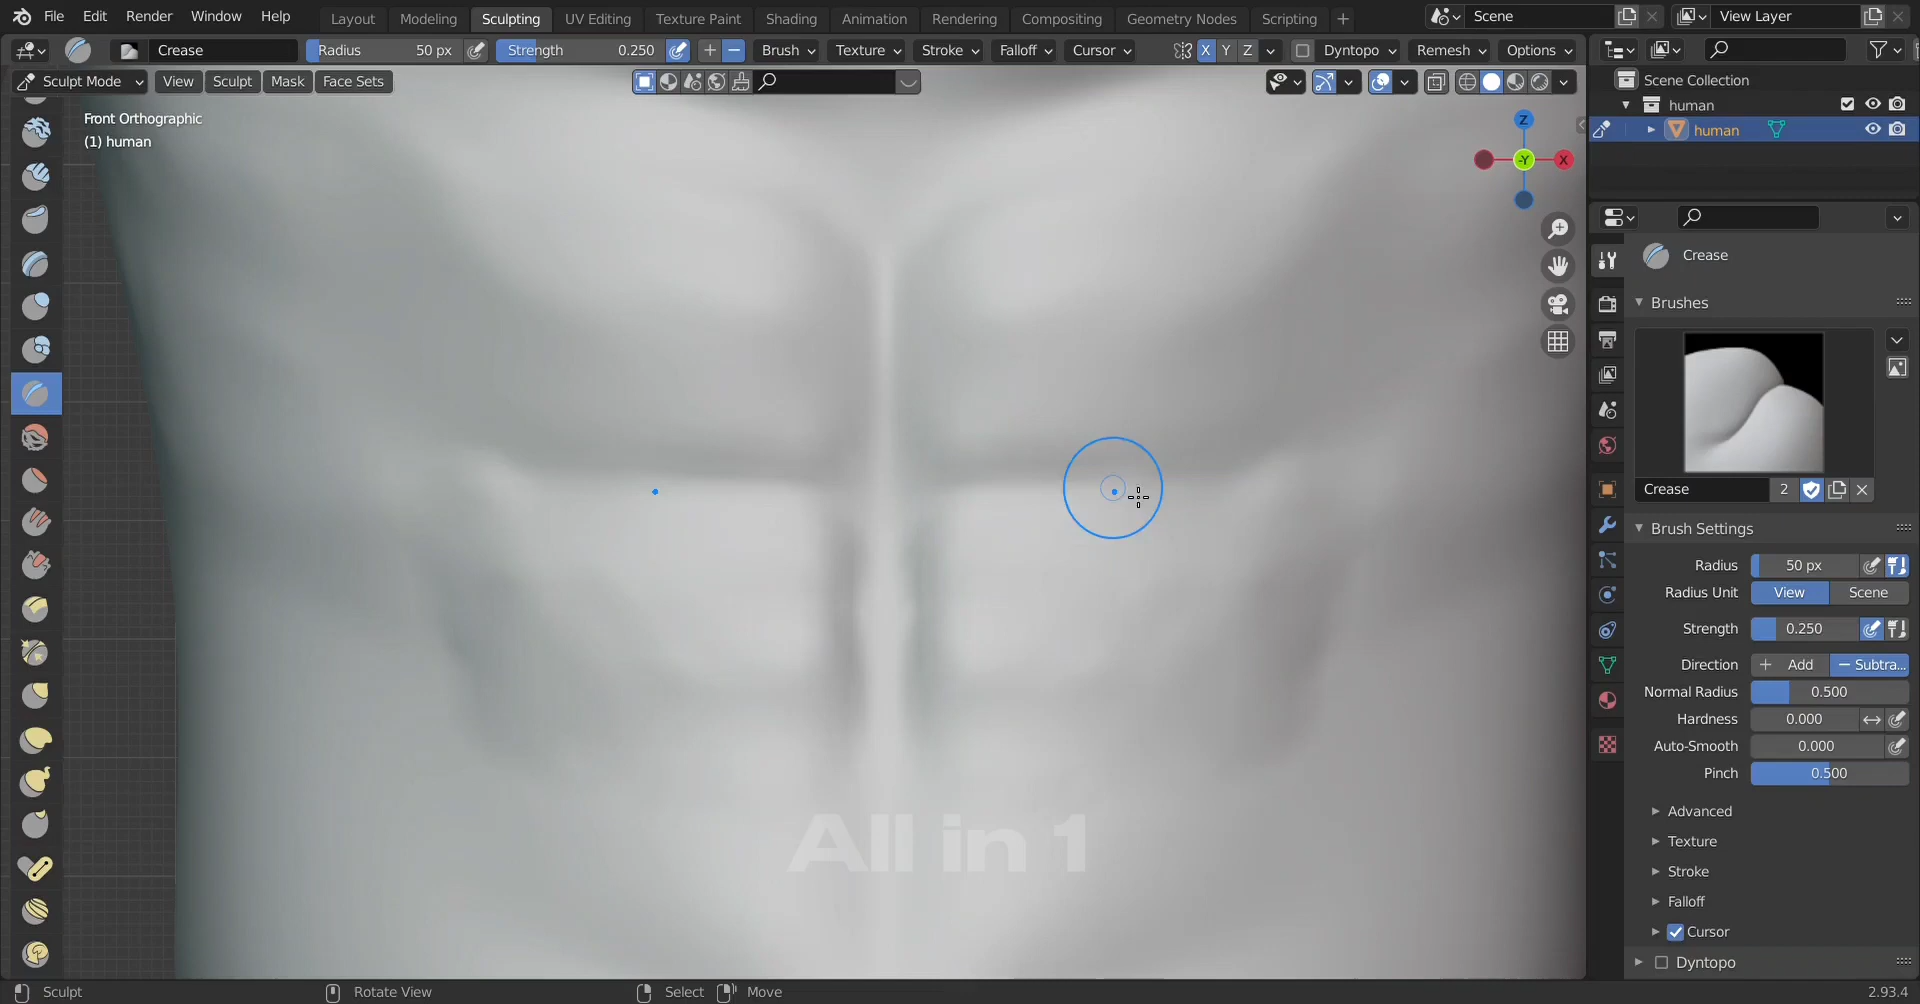 File Edit Render Window Help Layout Modeling Sculpting UV Editing Texture Paint Shading Animation Rendering Compositing Geometry Nodes Scripting + Scene View Layer
Crease Radius 50 px Strength 0.250 Brush Texture Stroke Falloff Cursor X Y Z Dyntopo Remesh Options
Sculpt Mode View Sculpt Mask Face Sets
Front Orthographic
(1) human
Z
-Y X
All in 1
Scene Collection
human
human
Crease
Brushes
Crease 2
Brush Settings
Radius 50 px
Radius Unit View Scene
Strength 0.250
Direction + Add − Subtra...
Normal Radius 0.500
Hardness 0.000
Auto-Smooth 0.000
Pinch 0.500
Advanced
Texture
Stroke
Falloff
Cursor
Dyntopo
Sculpt Rotate View Select Move 2.93.4